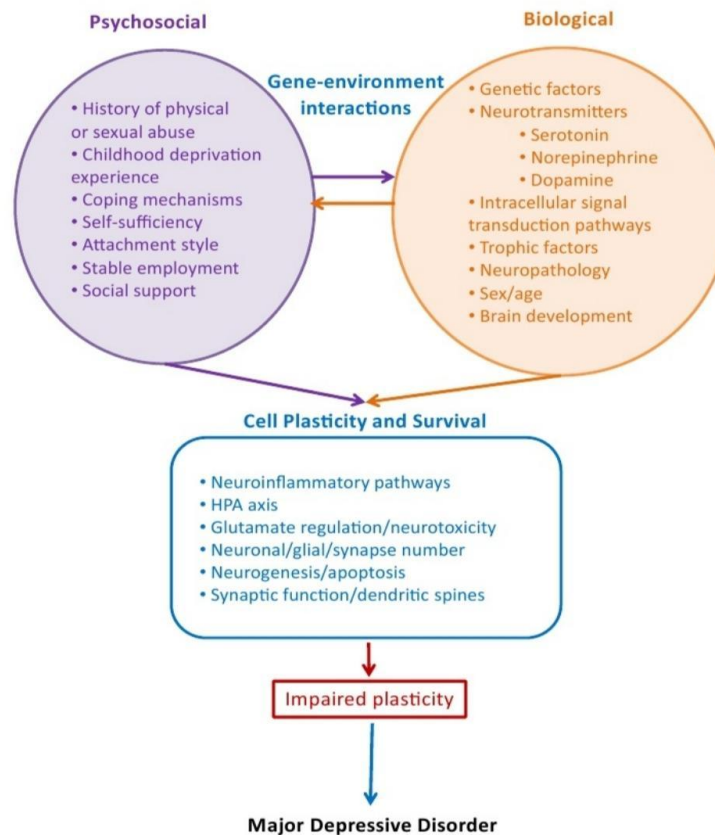 Psychosocial
• History of physical
or sexual abuse
• Childhood deprivation
experience
• Coping mechanisms
• Self-sufficiency
• Attachment style
• Stable employment
• Social support
Gene-environment
interactions
Biological
• Genetic factors
• Neurotransmitters
• Serotonin
• Norepinephrine
• Dopamine
• Intracellular signal
transduction pathways
• Trophic factors
• Neuropathology
• Sex/age
• Brain development
Cell Plasticity and Survival
• Neuroinflammatory pathways
• HPA axis
• Glutamate regulation/neurotoxicity
• Neuronal/glial/synapse number
• Neurogenesis/apoptosis
• Synaptic function/dendritic spines
Impaired plasticity
Major Depressive Disorder